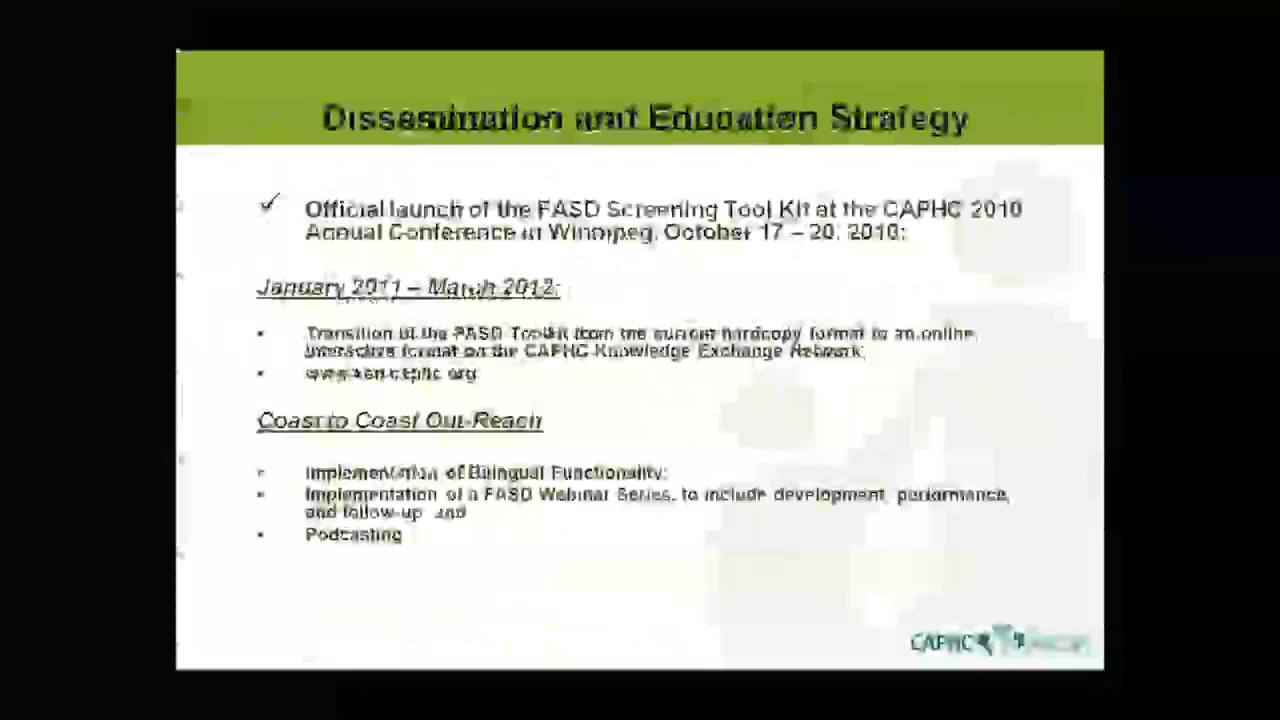 Dissemination and Education Strategy
✓ Official launch of the FASD Screening Tool Kit at the CAPHC 2010
Annual Conference in Winnipeg, October 17 – 20, 2010;
January 2011 – March 2012:
• Transition of the FASD Toolkit from the current hardcopy format to an online
interactive format on the CAPHC Knowledge Exchange Network
• caphc.org
Coast to Coast Out-Reach
• Implementation of Bilingual Functionality;
• Implementation of a FASD Webinar Series, to include development, performance,
and follow-up and
• Podcasting
CAPHC